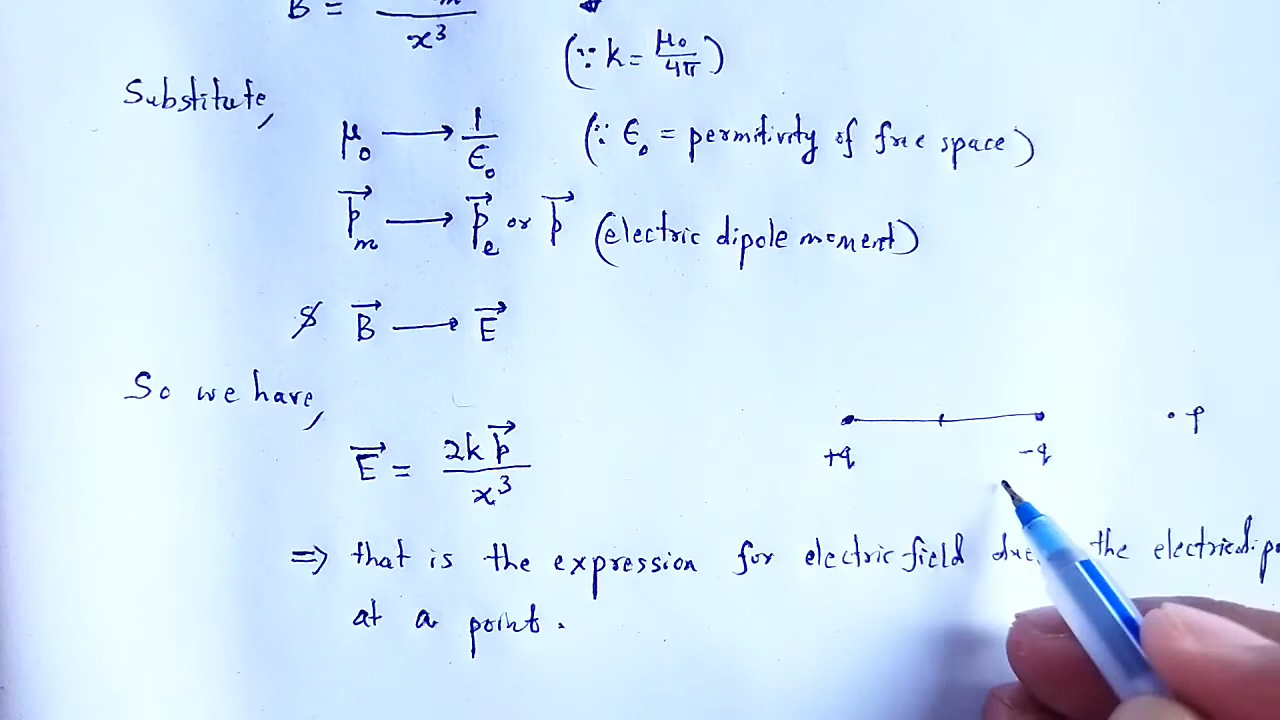 B =
x³
(∵ k = μ₀/4π)
Substitute,
μ₀ ⟶ 1/ϵ₀ (∵ ϵ₀ = permitivity of free space)
p⃗ₘ ⟶ p⃗ₑ or p⃗ (electric dipole moment)
B⃗ ⟶ E⃗
So we have,
E⃗ = 2kp⃗/x³
+q -q . p
⇒ that is the expression for electric field due the
at a point.